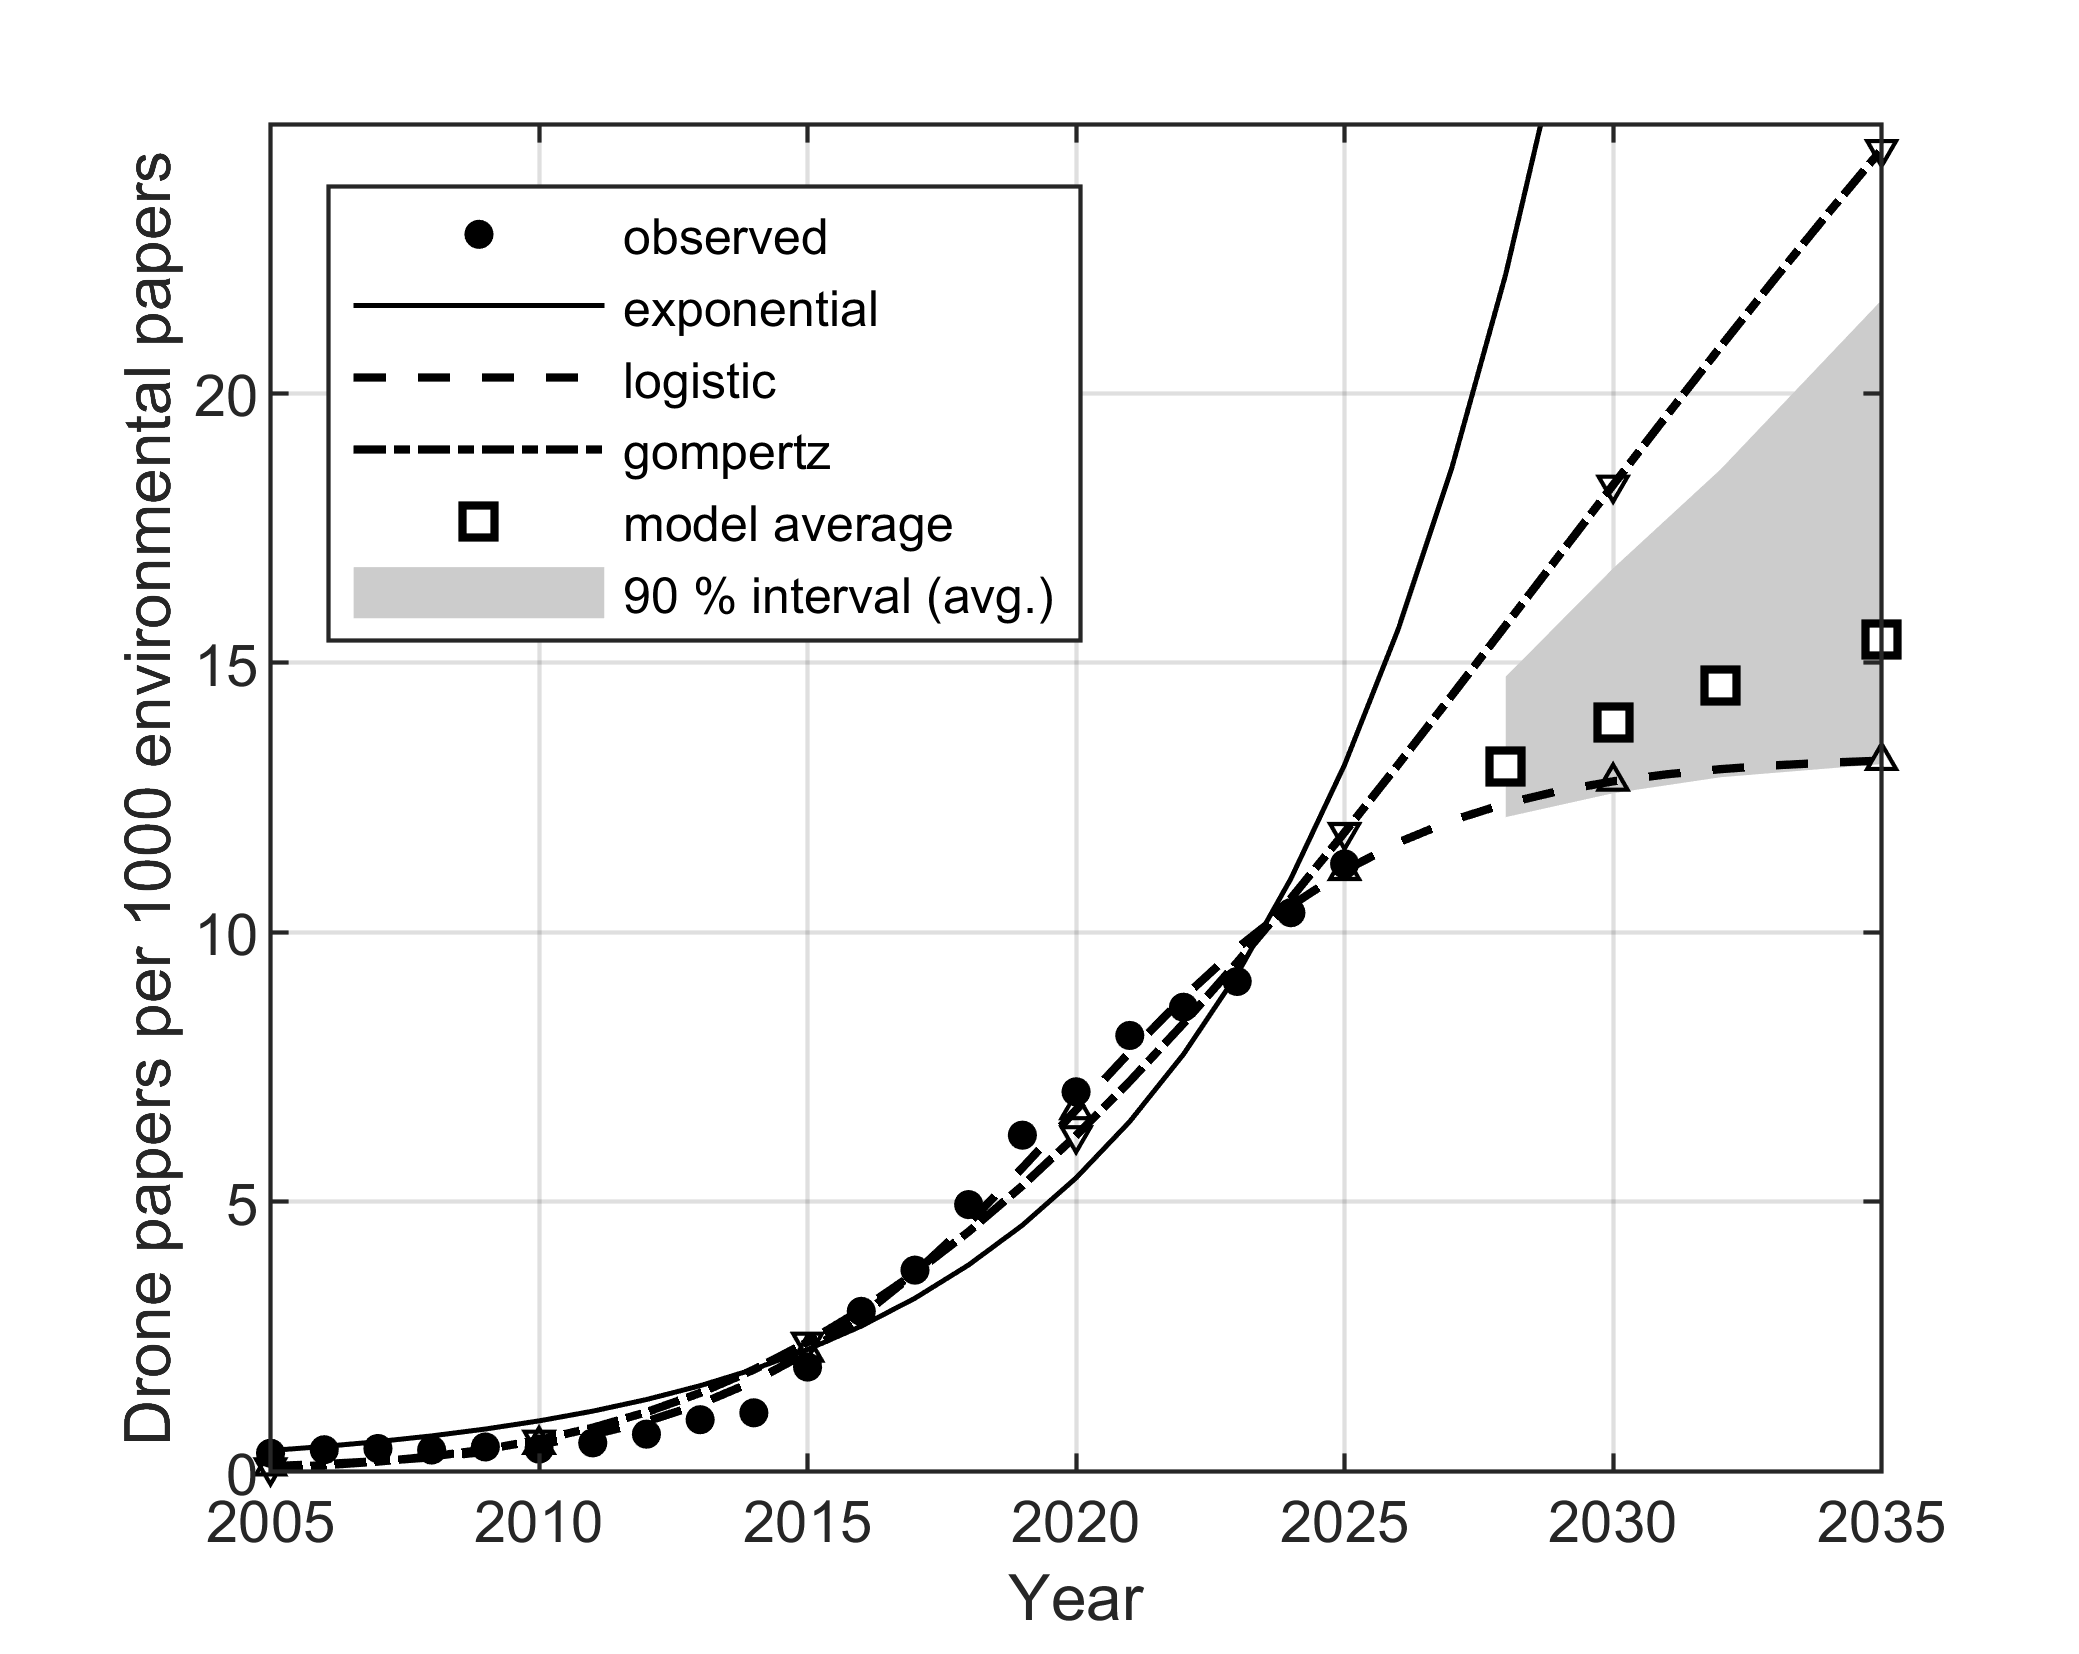 Drone papers per 1000 environmental papers
observed
exponential
logistic
gompertz
model average
90 % interval (avg.)
20
15
10
5
0
2005 2010 2015 2020 2025 2030 2035
Year